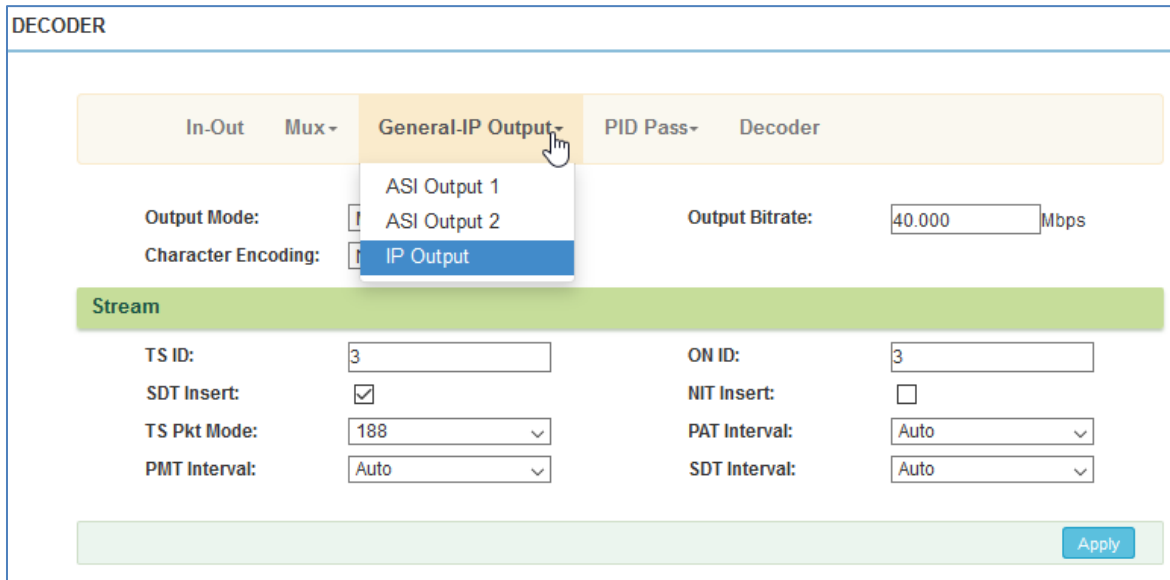 DECODER
In-Out Mux General-IP Output PID Pass Decoder
ASI Output 1
ASI Output 2
IP Output
Output Mode: Output Bitrate: 40.000 Mbps
Character Encoding:
Stream
TS ID: 3 ON ID: 3
SDT Insert: NIT Insert:
TS Pkt Mode: 188 PAT Interval: Auto
PMT Interval: Auto SDT Interval: Auto
Apply